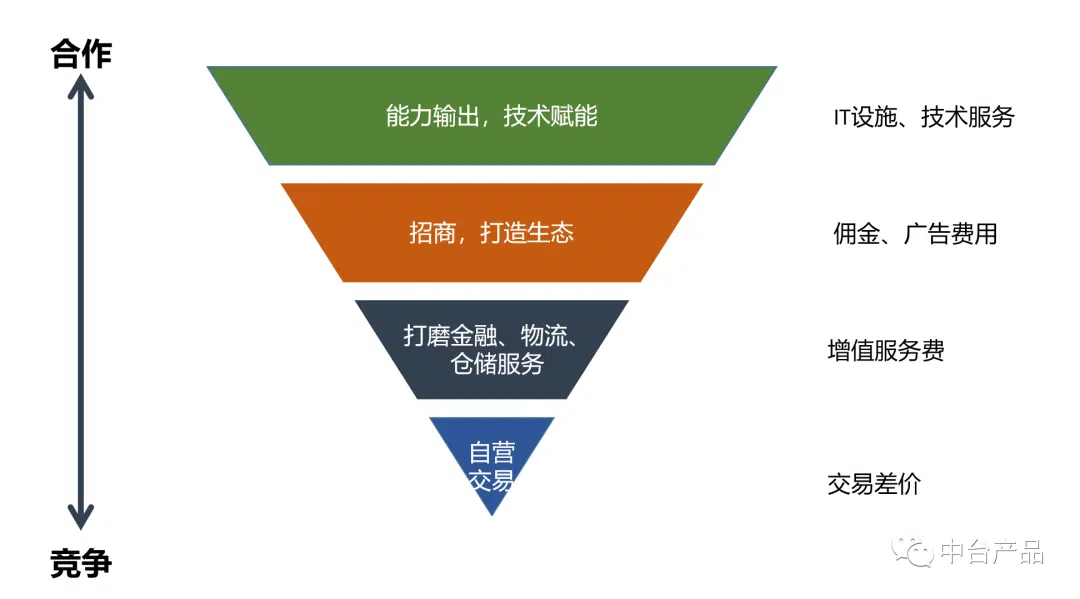 合作
能力输出，技术赋能
IT设施、技术服务
招商，打造生态
佣金、广告费用
打磨金融、物流、
仓储服务
增值服务费
自营
交易
交易差价
竞争
中台产品